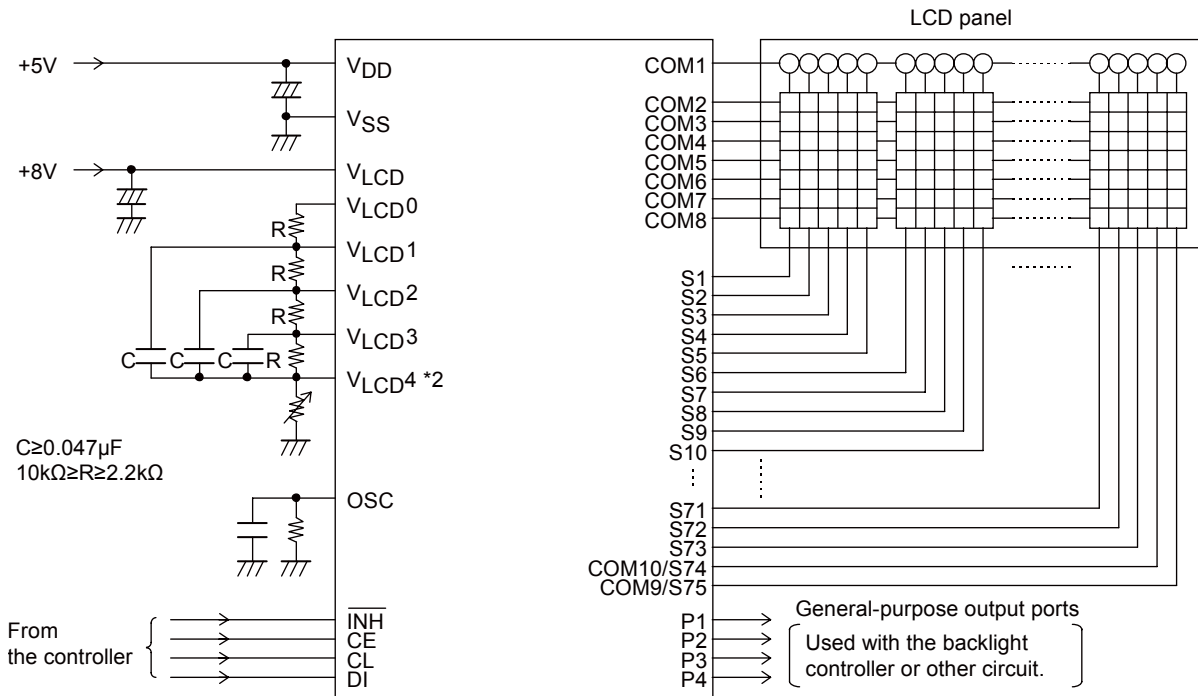 LCD panel
+5V
VDD
COM1
VSS
COM2
COM3
COM4
COM5
COM6
COM7
COM8
+8V
VLCD
VLCD0
R
VLCD1
R
VLCD2
R
VLCD3
C
C
C
R
VLCD4 *2
C≥0.047µF
10kΩ≥R≥2.2kΩ
OSC
S1
S2
S3
S4
S5
S6
S7
S8
S9
S10
S71
S72
S73
COM10/S74
COM9/S75
From
the controller
INH
CE
CL
DI
P1
P2
P3
P4
General-purpose output ports
Used with the backlight
controller or other circuit.